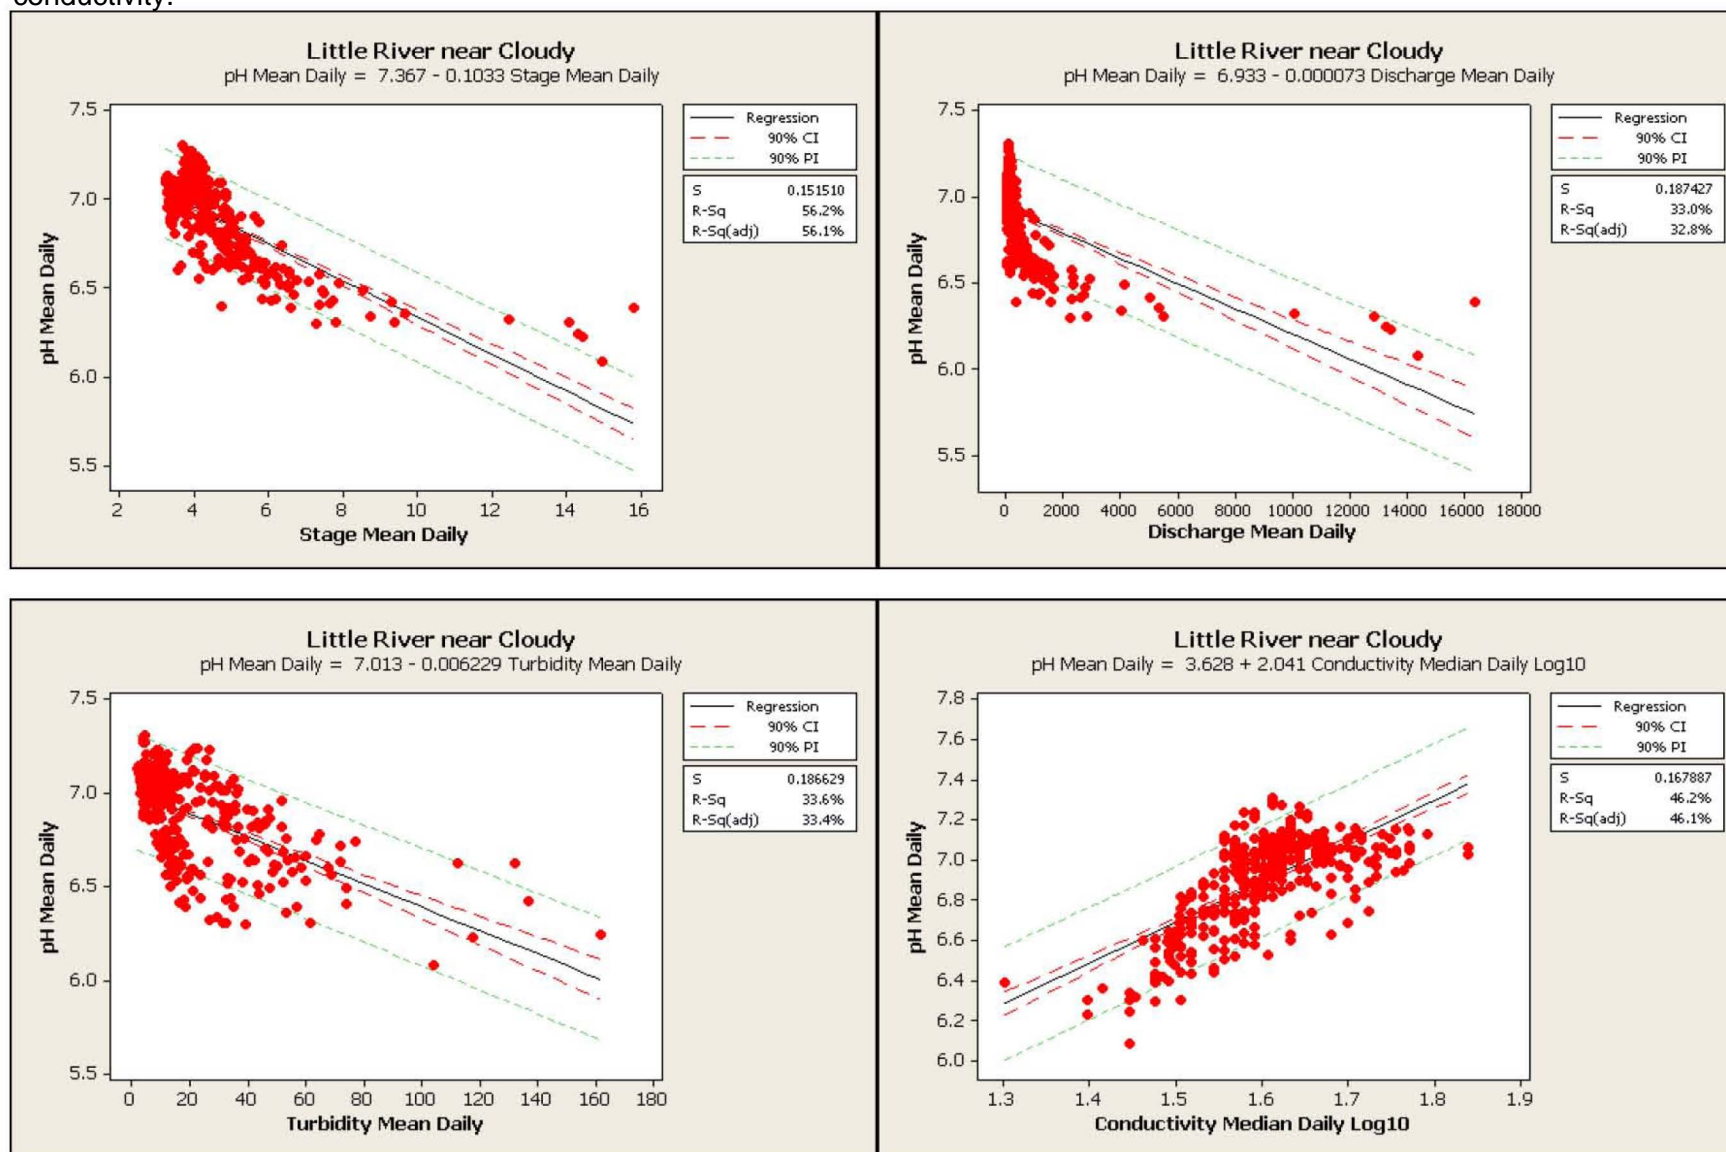 conductivity.
Little River near Cloudy
pH Mean Daily = 7.367 - 0.1033 Stage Mean Daily
7.5
7.0
6.5
6.0
5.5
pH Mean Daily
2 4 6 8 10 12 14 16
Stage Mean Daily
Regression
90% CI
90% PI
S 0.151510
R-Sq 56.2%
R-Sq(adj) 56.1%
Little River near Cloudy
pH Mean Daily = 6.933 - 0.000073 Discharge Mean Daily
7.5
7.0
6.5
6.0
5.5
pH Mean Daily
0 2000 4000 6000 8000 10000 12000 14000 16000 18000
Discharge Mean Daily
Regression
90% CI
90% PI
S 0.187427
R-Sq 33.0%
R-Sq(adj) 32.8%
Little River near Cloudy
pH Mean Daily = 7.013 - 0.006229 Turbidity Mean Daily
7.5
7.0
6.5
6.0
5.5
pH Mean Daily
0 20 40 60 80 100 120 140 160 180
Turbidity Mean Daily
Regression
90% CI
90% PI
S 0.186629
R-Sq 33.6%
R-Sq(adj) 33.4%
Little River near Cloudy
pH Mean Daily = 3.628 + 2.041 Conductivity Median Daily Log10
7.8
7.6
7.4
7.2
7.0
6.8
6.6
6.4
6.2
6.0
pH Mean Daily
1.3 1.4 1.5 1.6 1.7 1.8 1.9
Conductivity Median Daily Log10
Regression
90% CI
90% PI
S 0.167887
R-Sq 46.2%
R-Sq(adj) 46.1%